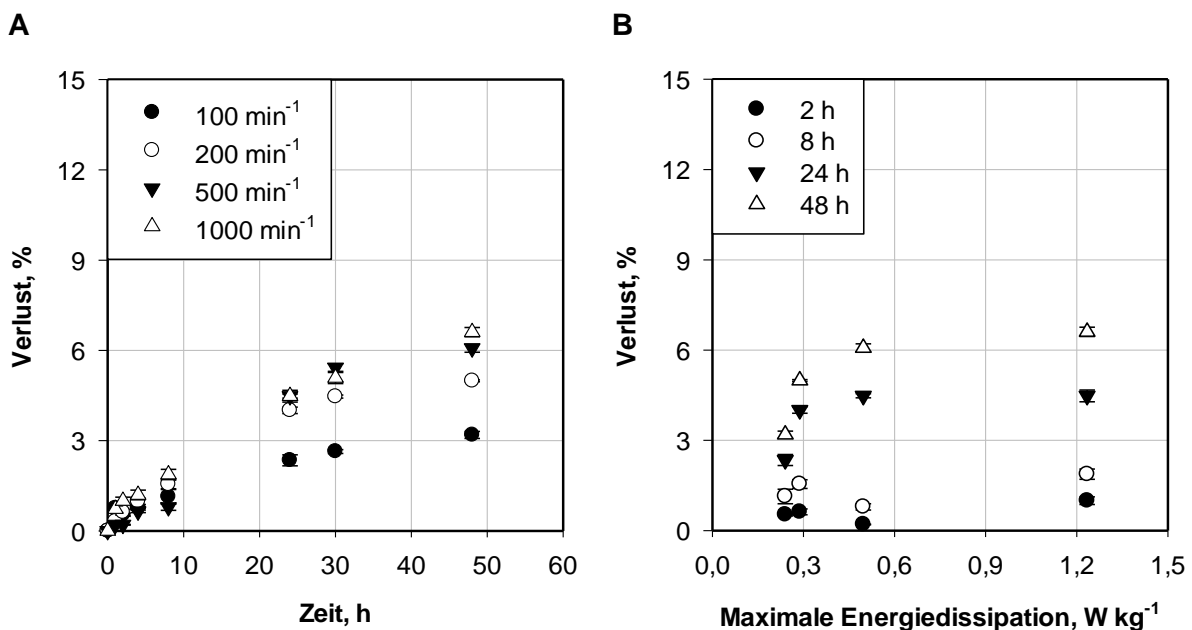 A
B
15
12
9
6
3
0
Verlust, %
100 min⁻¹
200 min⁻¹
500 min⁻¹
1000 min⁻¹
0 10 20 30 40 50 60
Zeit, h
15
12
9
6
3
0
Verlust, %
2 h
8 h
24 h
48 h
0,0 0,3 0,6 0,9 1,2 1,5
Maximale Energiedissipation, W kg⁻¹